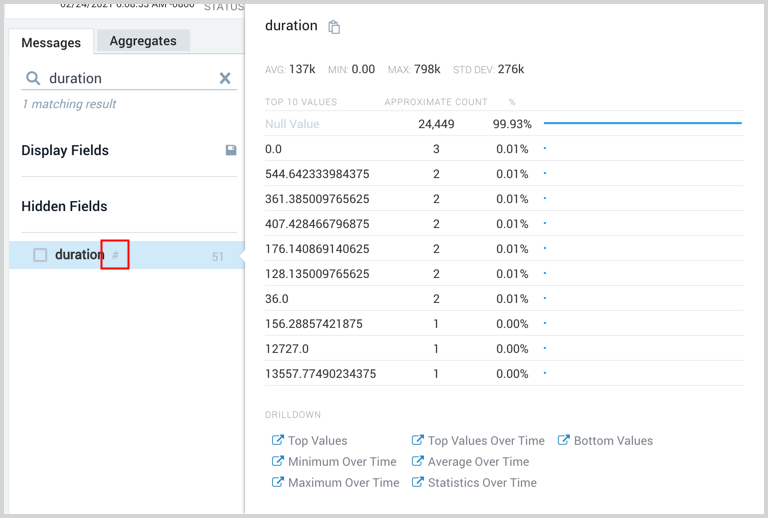 02/24/2021 6:08:53 AM -0800 STATUS
Messages Aggregates
duration
1 matching result
Display Fields
Hidden Fields
duration # 51
duration
AVG: 137k MIN: 0.00 MAX: 798k STD DEV: 276k
TOP 10 VALUES APPROXIMATE COUNT %
Null Value 24,449 99.93%
0.0 3 0.01%
544.642333984375 2 0.01%
361.385009765625 2 0.01%
407.428466796875 2 0.01%
176.140869140625 2 0.01%
128.135009765625 2 0.01%
36.0 2 0.01%
156.28857421875 1 0.00%
12727.0 1 0.00%
13557.77490234375 1 0.00%
DRILLDOWN
Top Values Top Values Over Time Bottom Values
Minimum Over Time Average Over Time
Maximum Over Time Statistics Over Time